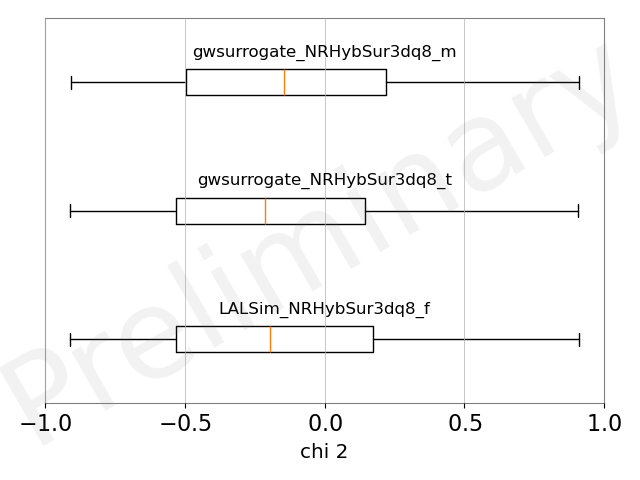 gwsurrogate_NRHybSur3dq8_m
gwsurrogate_NRHybSur3dq8_t
LALSim_NRHybSur3dq8_f
Preliminary
−1.0 −0.5 0.0 0.5 1.0
chi 2